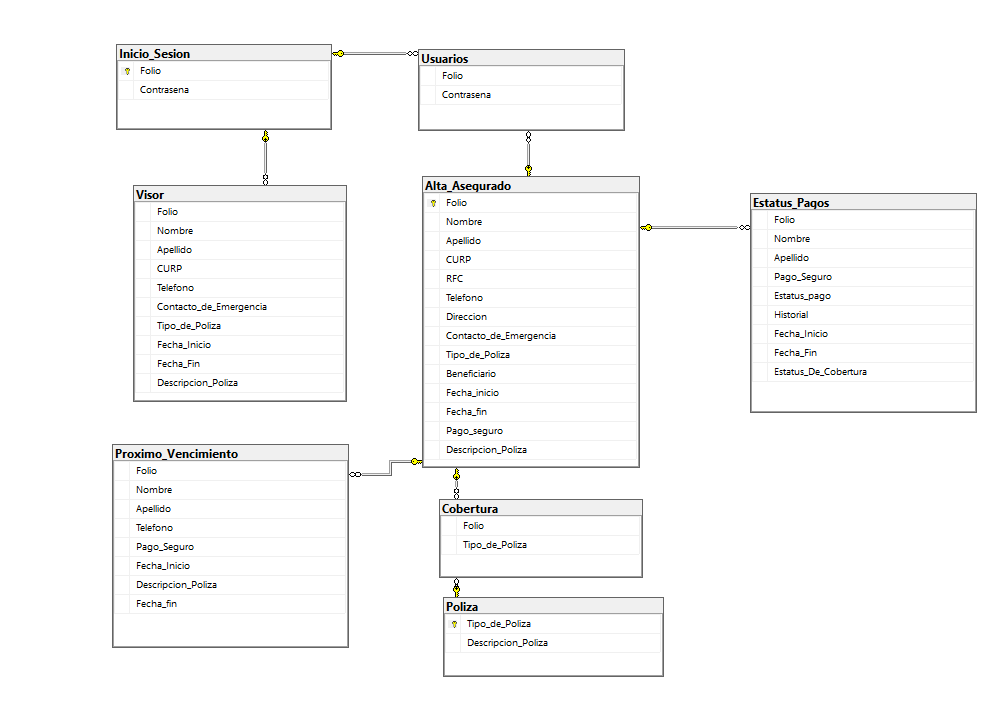 Inicio_Sesion
Folio
Contrasena
Usuarios
Folio
Contrasena
Visor
Folio
Nombre
Apellido
CURP
Telefono
Contacto_de_Emergencia
Tipo_de_Poliza
Fecha_Inicio
Fecha_Fin
Descripcion_Poliza
Alta_Asegurado
Folio
Nombre
Apellido
CURP
RFC
Telefono
Direccion
Contacto_de_Emergencia
Tipo_de_Poliza
Beneficiario
Fecha_inicio
Fecha_fin
Pago_seguro
Descripcion_Poliza
Estatus_Pagos
Folio
Nombre
Apellido
Pago_Seguro
Estatus_pago
Historial
Fecha_Inicio
Fecha_Fin
Estatus_De_Cobertura
Proximo_Vencimiento
Folio
Nombre
Apellido
Telefono
Pago_Seguro
Fecha_Inicio
Descripcion_Poliza
Fecha_fin
Cobertura
Folio
Tipo_de_Poliza
Poliza
Tipo_de_Poliza
Descripcion_Poliza